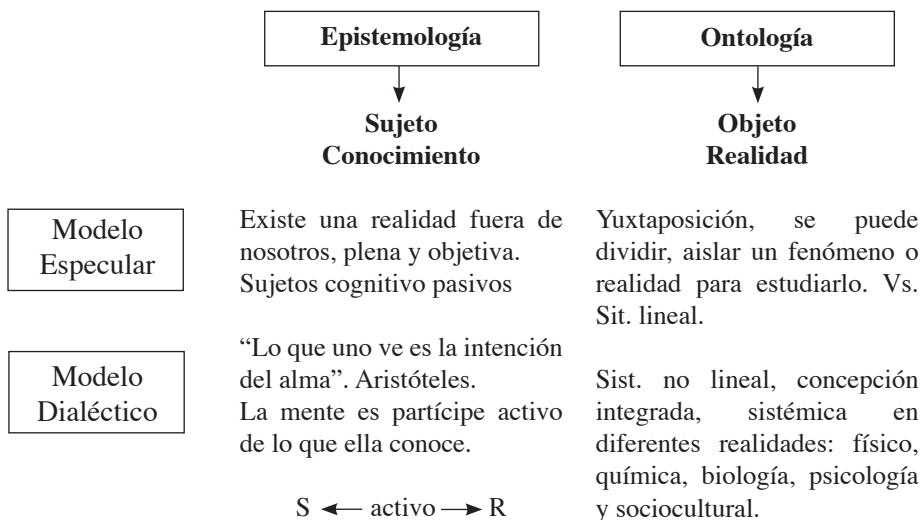 Epistemología
Ontología
Sujeto
Conocimiento
Objeto
Realidad
Modelo
Especular
Existe una realidad fuera de
nosotros, plena y objetiva.
Sujetos cognitivo pasivos
Yuxtaposición, se puede
dividir, aislar un fenómeno o
realidad para estudiarlo. Vs.
Sit. lineal.
Modelo
Dialéctico
“Lo que uno ve es la intención
del alma”. Aristóteles.
La mente es partícipe activo
de lo que ella conoce.
S ← activo → R
Sist. no lineal, concepción
integrada, sistémica en
diferentes realidades: físico,
química, biología, psicología
y sociocultural.